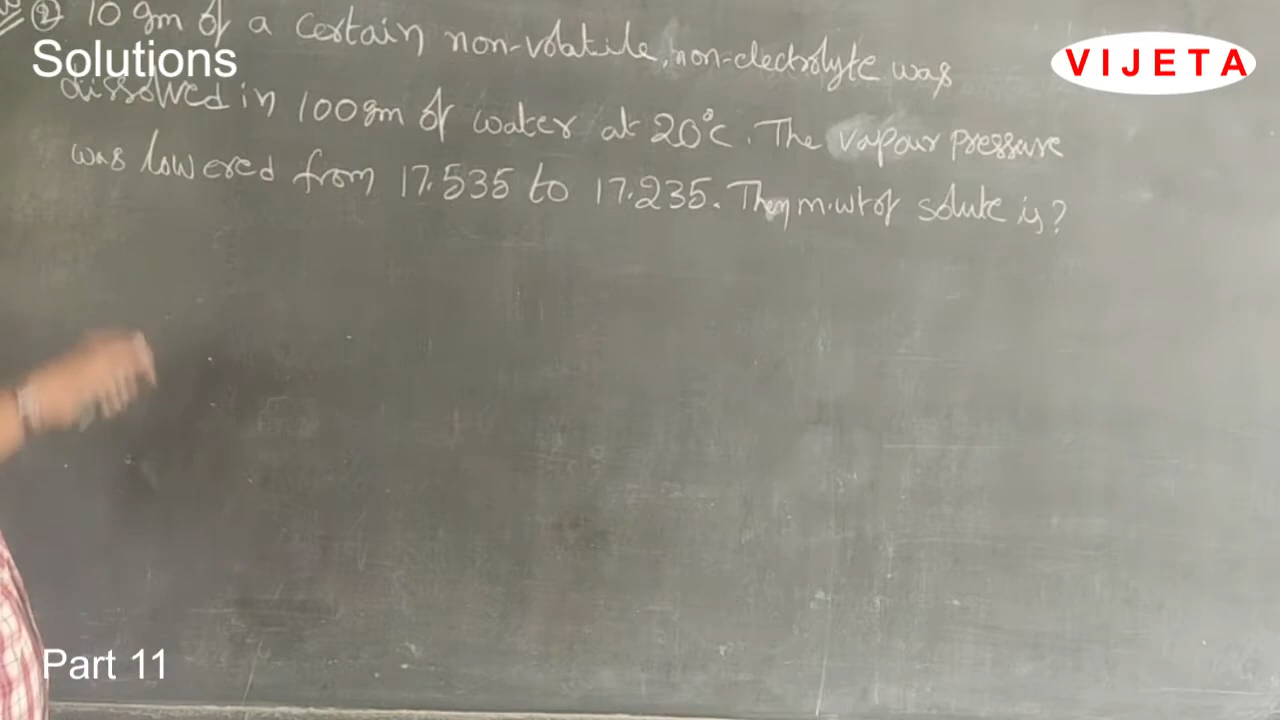 ② 10 gm of a certain non-volatile, non-electrolyte was
Solutions
VIJETA
dissolved in 100gm of water at 20°c. The vapour pressure
was lowered from 17.535 to 17.235. Then m.wt of solute is?
Part 11